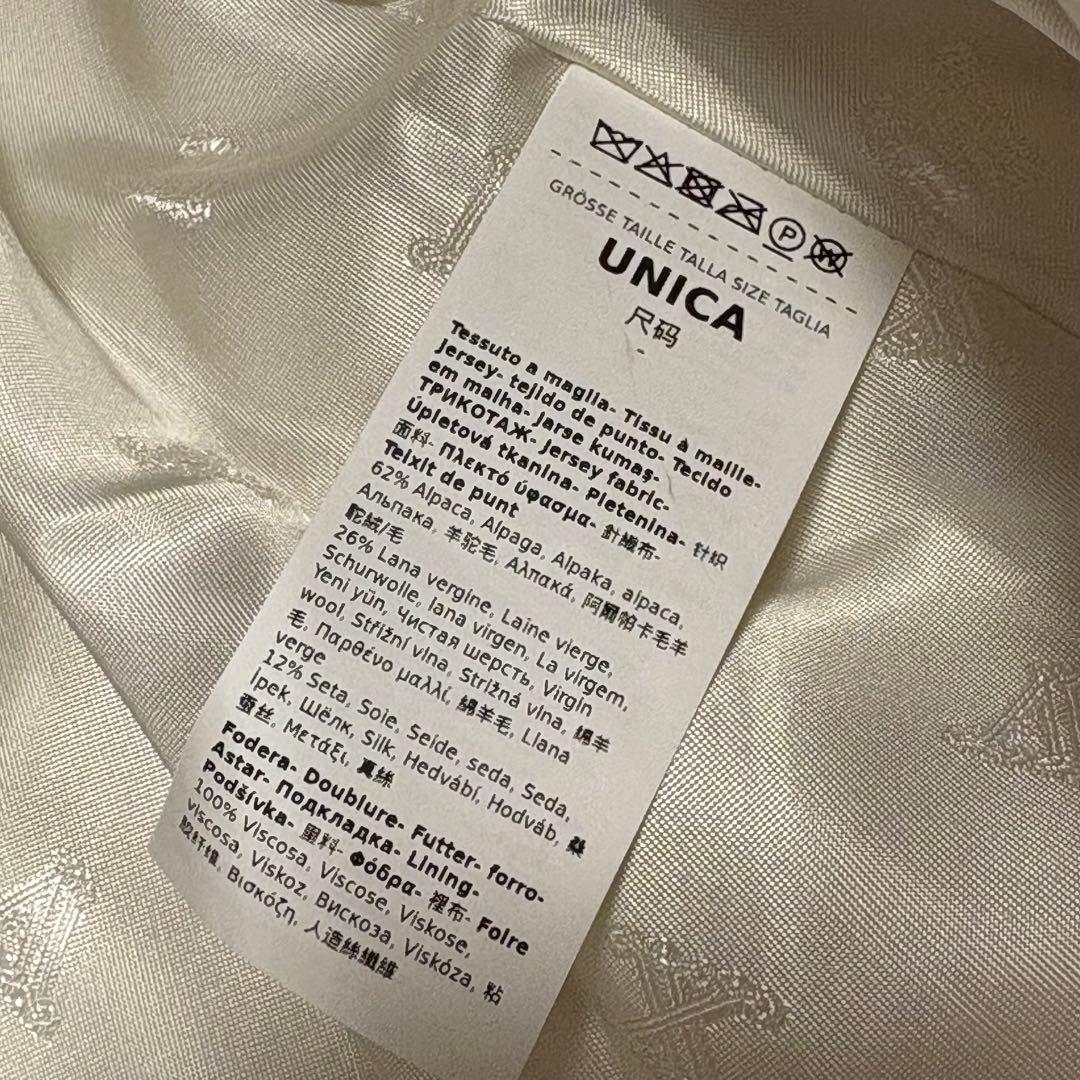 P
W
GRÖSSE TAILLE TALLA SIZE TAGLIA
UNICA
尺码
-
Tessuto a maglia- Tissu à maille-
Jersey- tejido de punto- Tecido
em malha- Jarse kumas-
ТРИКОТАЖ- Jersey fabric-
Úpletová tkanina- Pletenina- 针织
面料- Πλεκτό ύφασμα- 針織布-
Teixit de punt
62% Alpaca, Alpaga, Alpaka, alpaca,
Альпака, 羊驼毛, Αλπακά, 阿爾帕卡毛羊
駝絨/毛
26% Lana vergine, Laine vierge,
Schurwolle, lana virgen, La virgem,
Yeni yün, Чистая шерсть, Virgin
wool, Střižní vlna, Strižná vlna, 绵羊
毛, Παρθένο μαλλί, 綿羊毛, Llana
verge
12% Seta, Soie, Seide, seda, Seda,
Ipek, Шёлк, Silk, Hedvábí, Hodváb, 桑
蚕丝, Μετάξι, 真絲
Fodera- Doublure- Futter- forro-
Astar- Подкладка- Lining-
Podšívka- 里料- Φόδρα- 裡布- Folre
100% Viscosa, Viscose, Viskose,
viscosa, Viskoz, Вискоза, Viskóza, 粘
胶纤维, Βισκόζη, 人造絲纖維